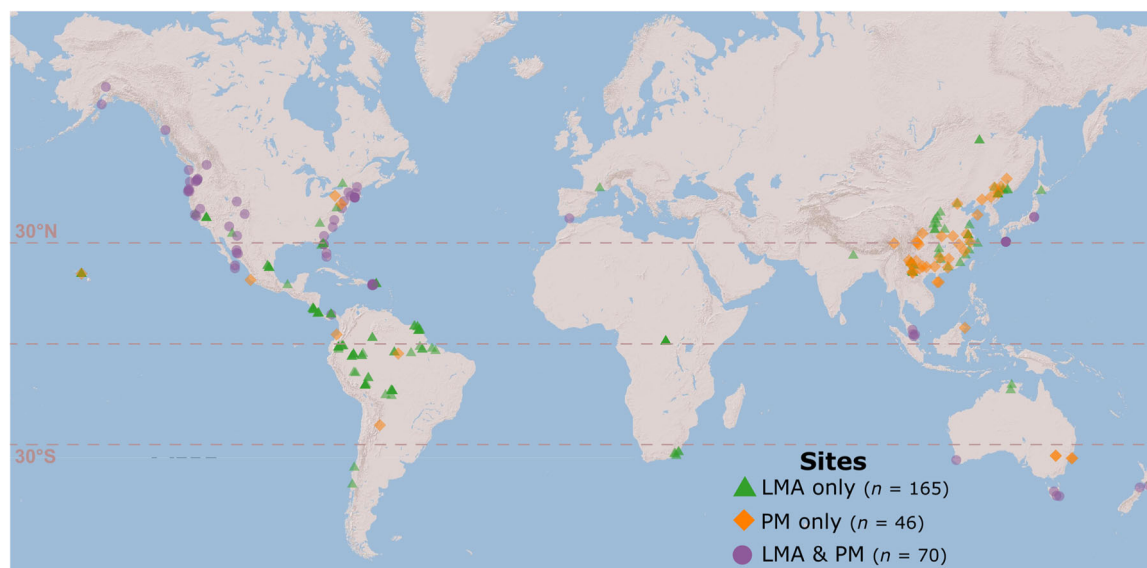 30°N
30°S
Sites
LMA only (n = 165)
PM only (n = 46)
LMA & PM (n = 70)